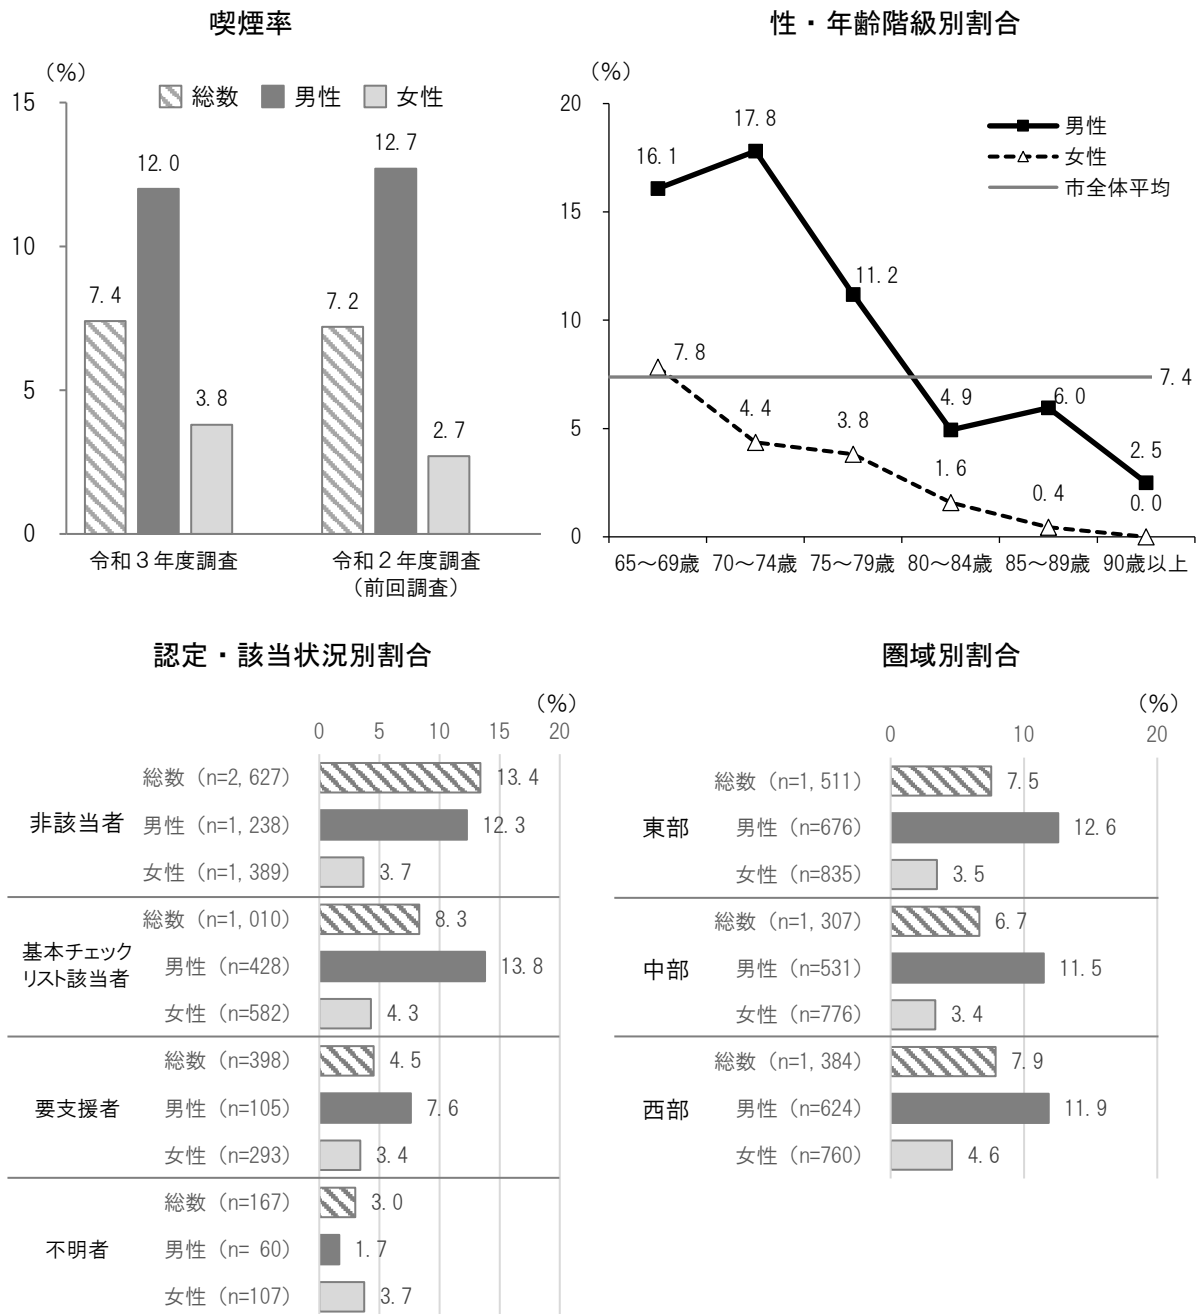 喫煙率
(%)
総数 男性 女性
15
10
5
0
7.4
12.0
3.8
7.2
12.7
2.7
令和3年度調査
令和2年度調査
(前回調査)
性・年齢階級別割合
(%)
男性
女性
市全体平均
20
15
10
5
0
16.1
17.8
11.2
4.9
6.0
2.5
7.8
4.4
3.8
1.6
0.4
0.0
7.4
65~69歳 70~74歳 75~79歳 80~84歳 85~89歳 90歳以上
認定・該当状況別割合
(%)
0 5 10 15 20
非該当者
総数 (n=2,627) 13.4
男性 (n=1,238) 12.3
女性 (n=1,389) 3.7
基本チェック
リスト該当者
総数 (n=1,010) 8.3
男性 (n=428) 13.8
女性 (n=582) 4.3
要支援者
総数 (n=398) 4.5
男性 (n=105) 7.6
女性 (n=293) 3.4
不明者
総数 (n=167) 3.0
男性 (n= 60) 1.7
女性 (n=107) 3.7
圏域別割合
(%)
0 10 20
東部
総数 (n=1,511) 7.5
男性 (n=676) 12.6
女性 (n=835) 3.5
中部
総数 (n=1,307) 6.7
男性 (n=531) 11.5
女性 (n=776) 3.4
西部
総数 (n=1,384) 7.9
男性 (n=624) 11.9
女性 (n=760) 4.6